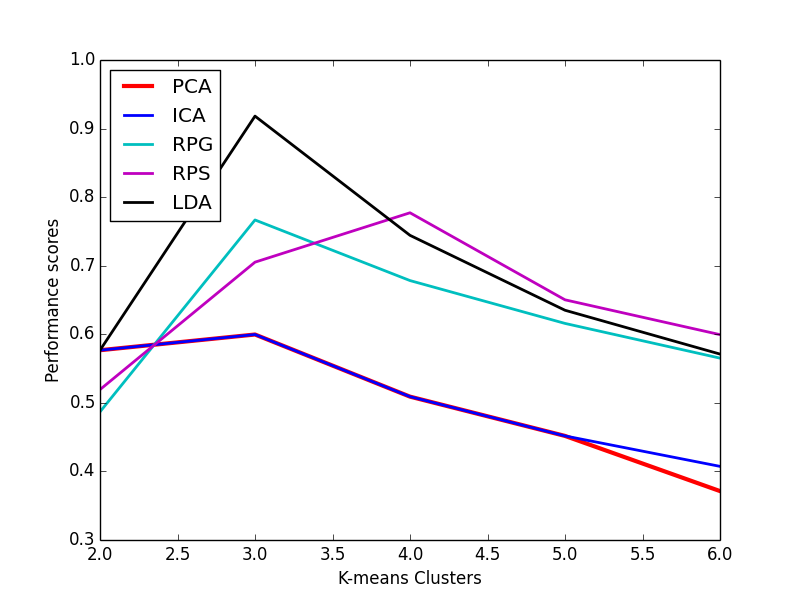 1.0
0.9
0.8
0.7
0.6
0.5
0.4
0.3
Performance scores
PCA
ICA
RPG
RPS
LDA
2.0 2.5 3.0 3.5 4.0 4.5 5.0 5.5 6.0
K-means Clusters